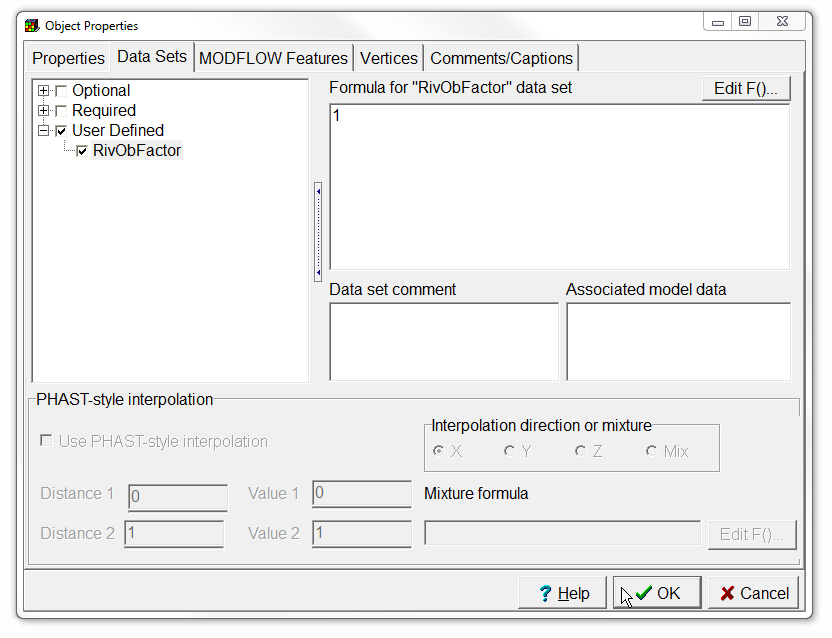 Object Properties
Properties Data Sets MODFLOW Features Vertices Comments/Captions
Optional
Required
User Defined
RivObFactor
Formula for "RivObFactor" data set Edit F()...
1
Data set comment Associated model data
PHAST-style interpolation
Use PHAST-style interpolation
Interpolation direction or mixture
X Y Z Mix
Distance 1 0 Value 1 0 Mixture formula
Distance 2 1 Value 2 1 Edit F()...
? Help OK Cancel